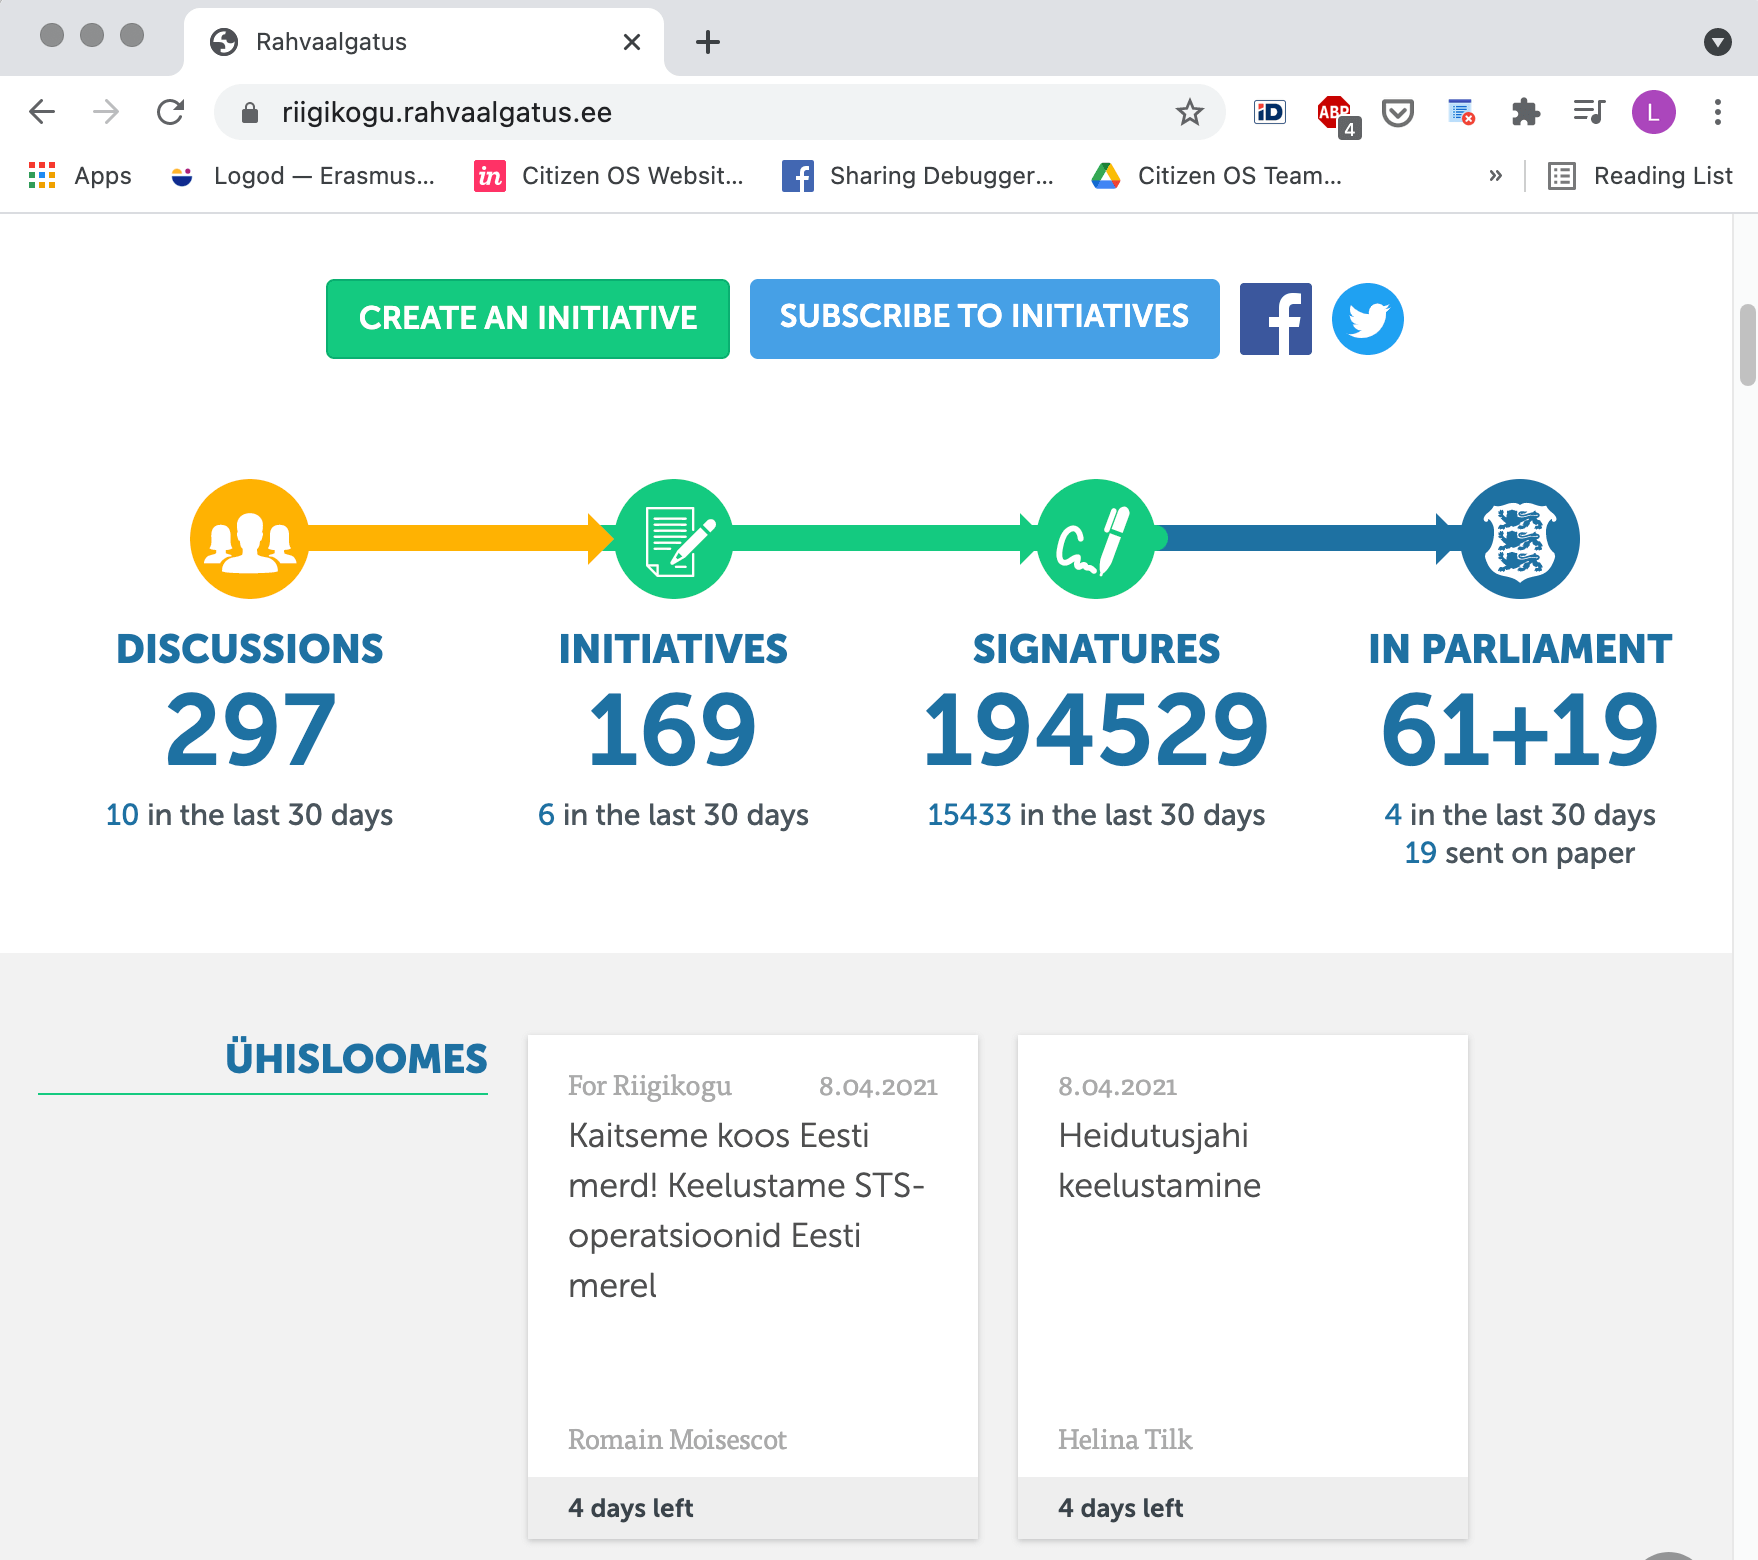 Rahvaalgatus
riigikogu.rahvaalgatus.ee
iD
ABP
4
L
Apps
Logod — Erasmus...
in
Citizen OS Websit...
Sharing Debugger...
Citizen OS Team...
»
Reading List
CREATE AN INITIATIVE
SUBSCRIBE TO INITIATIVES
DISCUSSIONS
297
10 in the last 30 days
INITIATIVES
169
6 in the last 30 days
SIGNATURES
194529
15433 in the last 30 days
IN PARLIAMENT
61+19
4 in the last 30 days
19 sent on paper
ÜHISLOOMES
For Riigikogu 8.04.2021
Kaitseme koos Eesti
merd! Keelustame STS-
operatsioonid Eesti
merel
Romain Moisescot
4 days left
8.04.2021
Heidutusjahi
keelustamine
Helina Tilk
4 days left